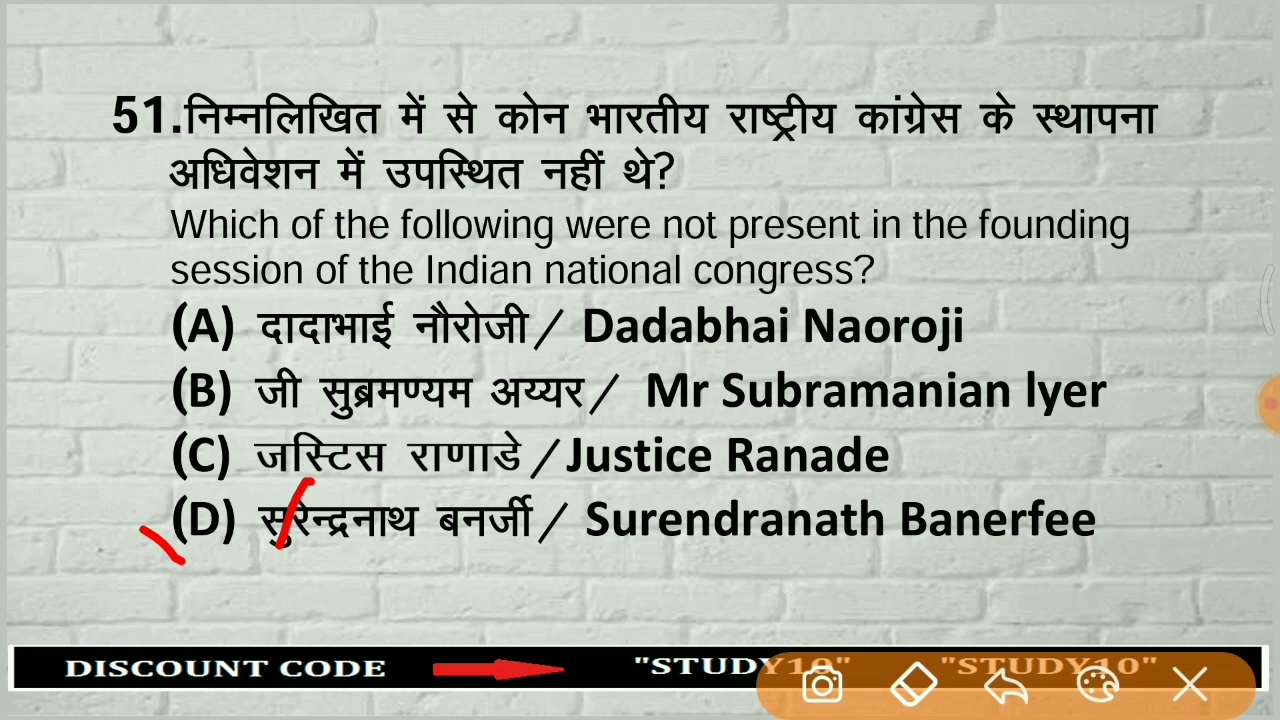 51.निम्नलिखित में से कोन भारतीय राष्ट्रीय कांग्रेस के स्थापना
अधिवेशन में उपस्थित नहीं थे?
Which of the following were not present in the founding
session of the Indian national congress?
(A) दादाभाई नौरोजी/ Dadabhai Naoroji
(B) जी सुब्रमण्यम अय्यर/ Mr Subramanian lyer
(C) जस्टिस राणाडे/Justice Ranade
(D) सुरेन्द्रनाथ बनर्जी/ Surendranath Banerfee
DISCOUNT CODE "STUDY10" "STUDY10"